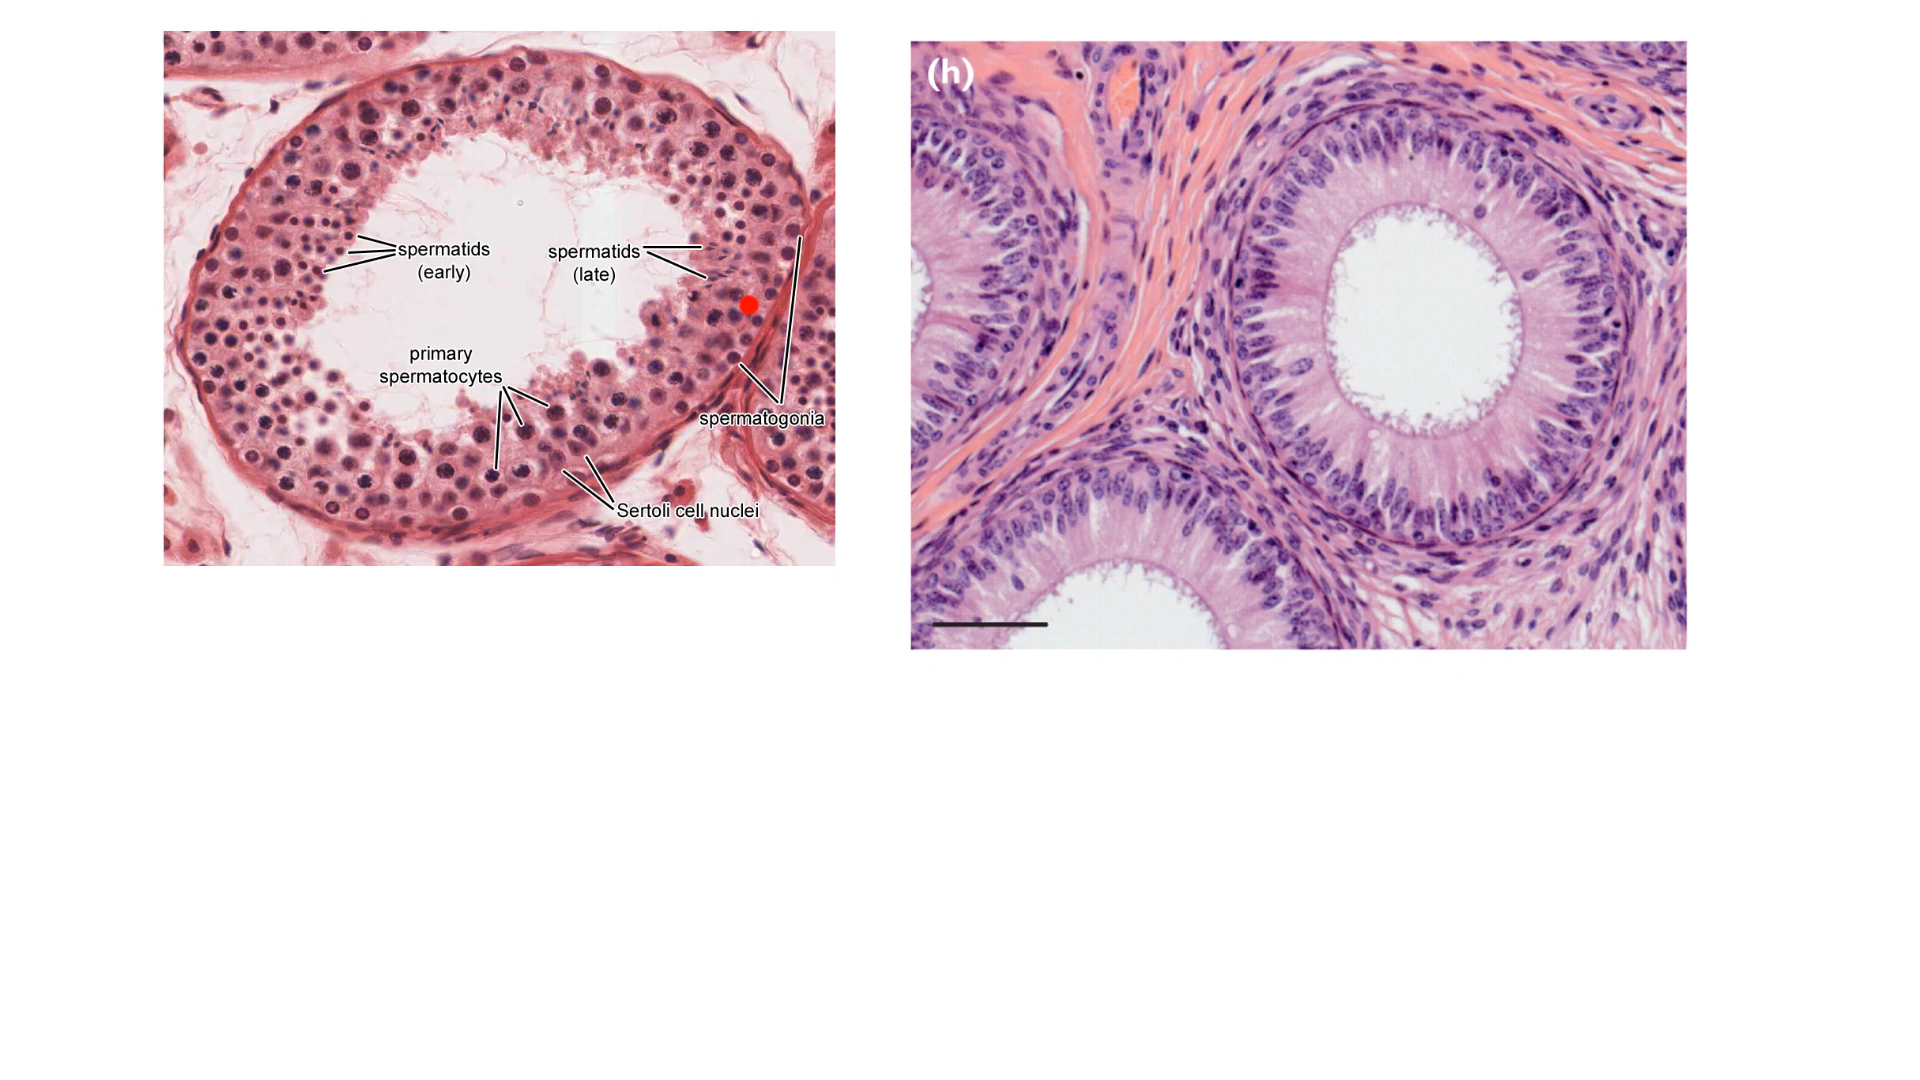 (h)
spermatids
(early)
spermatids
(late)
primary
spermatocytes
spermatogonia
Sertoli cell nuclei